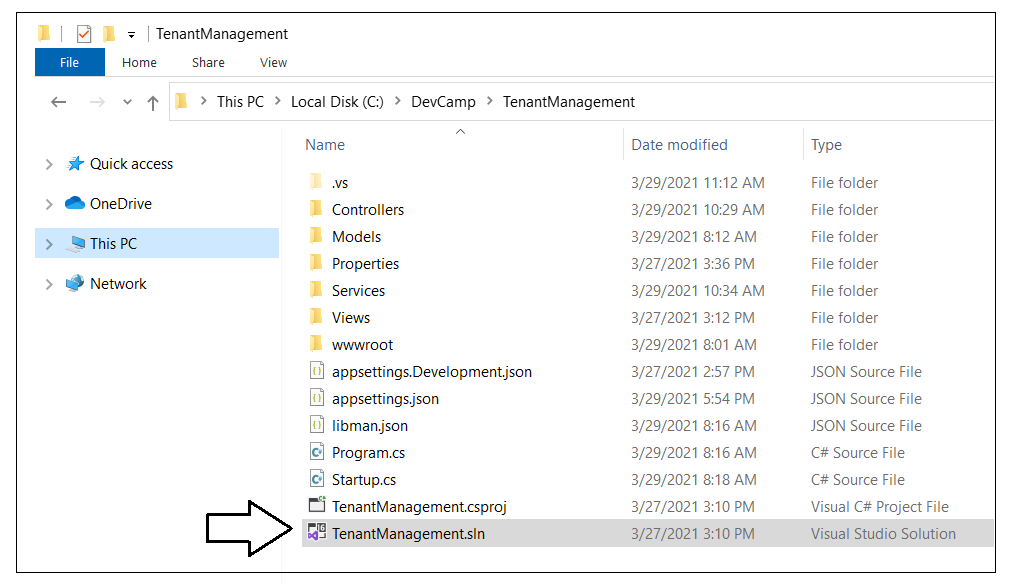 TenantManagement
File Home Share View
This PC Local Disk (C:) DevCamp TenantManagement
Quick access
OneDrive
This PC
Network
Name Date modified Type
.vs 3/29/2021 11:12 AM File folder
Controllers 3/29/2021 10:29 AM File folder
Models 3/29/2021 8:12 AM File folder
Properties 3/27/2021 3:36 PM File folder
Services 3/29/2021 10:34 AM File folder
Views 3/27/2021 3:12 PM File folder
wwwroot 3/29/2021 8:01 AM File folder
appsettings.Development.json 3/27/2021 2:57 PM JSON Source File
appsettings.json 3/29/2021 5:54 PM JSON Source File
libman.json 3/29/2021 8:16 AM JSON Source File
Program.cs 3/29/2021 8:16 AM C# Source File
Startup.cs 3/29/2021 8:18 AM C# Source File
TenantManagement.csproj 3/27/2021 3:10 PM Visual C# Project File
TenantManagement.sln 3/27/2021 3:10 PM Visual Studio Solution